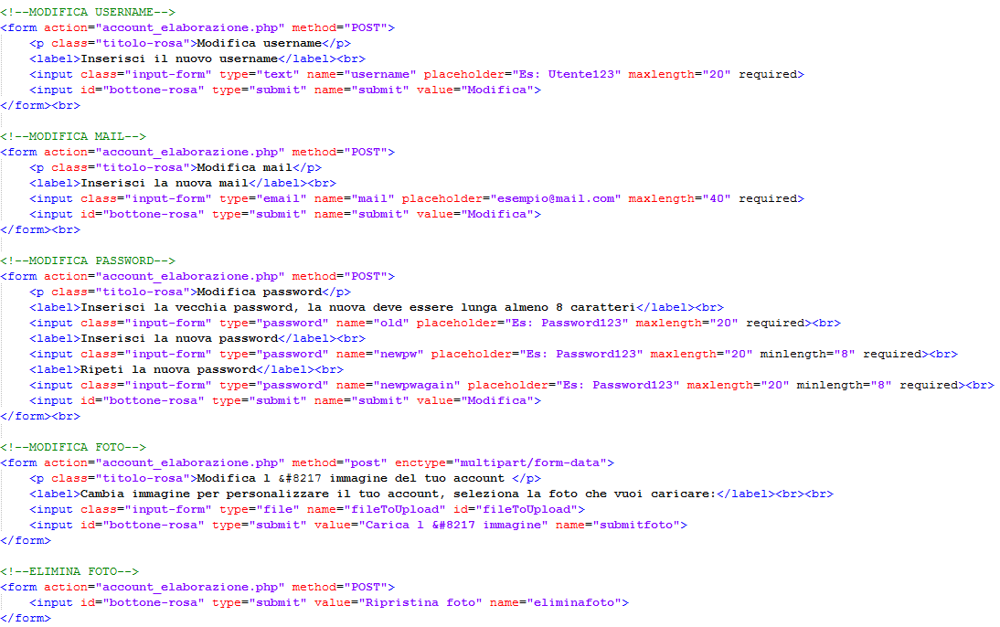 <!--MODIFICA USERNAME-->
<form action="account_elaborazione.php" method="POST">
    <p class="titolo-rosa">Modifica username</p>
    <label>Inserisci il nuovo username</label><br>
    <input class="input-form" type="text" name="username" placeholder="Es: Utente123" maxlength="20" required>
    <input id="bottone-rosa" type="submit" name="submit" value="Modifica">
</form><br>

<!--MODIFICA MAIL-->
<form action="account_elaborazione.php" method="POST">
    <p class="titolo-rosa">Modifica mail</p>
    <label>Inserisci la nuova mail</label><br>
    <input class="input-form" type="email" name="mail" placeholder="esempio@mail.com" maxlength="40" required>
    <input id="bottone-rosa" type="submit" name="submit" value="Modifica">
</form><br>

<!--MODIFICA PASSWORD-->
<form action="account_elaborazione.php" method="POST">
    <p class="titolo-rosa">Modifica password</p>
    <label>Inserisci la vecchia password, la nuova deve essere lunga almeno 8 caratteri</label><br>
    <input class="input-form" type="password" name="old" placeholder="Es: Password123" maxlength="20" required><br>
    <label>Inserisci la nuova password</label><br>
    <input class="input-form" type="password" name="newpw" placeholder="Es: Password123" maxlength="20" minlength="8" required><br>
    <label>Ripeti la nuova password</label><br>
    <input class="input-form" type="password" name="newpwagain" placeholder="Es: Password123" maxlength="20" minlength="8" required><br>
    <input id="bottone-rosa" type="submit" name="submit" value="Modifica">
</form><br>

<!--MODIFICA FOTO-->
<form action="account_elaborazione.php" method="post" enctype="multipart/form-data">
    <p class="titolo-rosa">Modifica l &#8217 immagine del tuo account </p>
    <label>Cambia immagine per personalizzare il tuo account, seleziona la foto che vuoi caricare:</label><br><br>
    <input class="input-form" type="file" name="fileToUpload" id="fileToUpload">
    <input id="bottone-rosa" type="submit" value="Carica l &#8217 immagine" name="submitfoto">
</form>

<!--ELIMINA FOTO-->
<form action="account_elaborazione.php" method="POST">
    <input id="bottone-rosa" type="submit" value="Ripristina foto" name="eliminafoto">
</form>